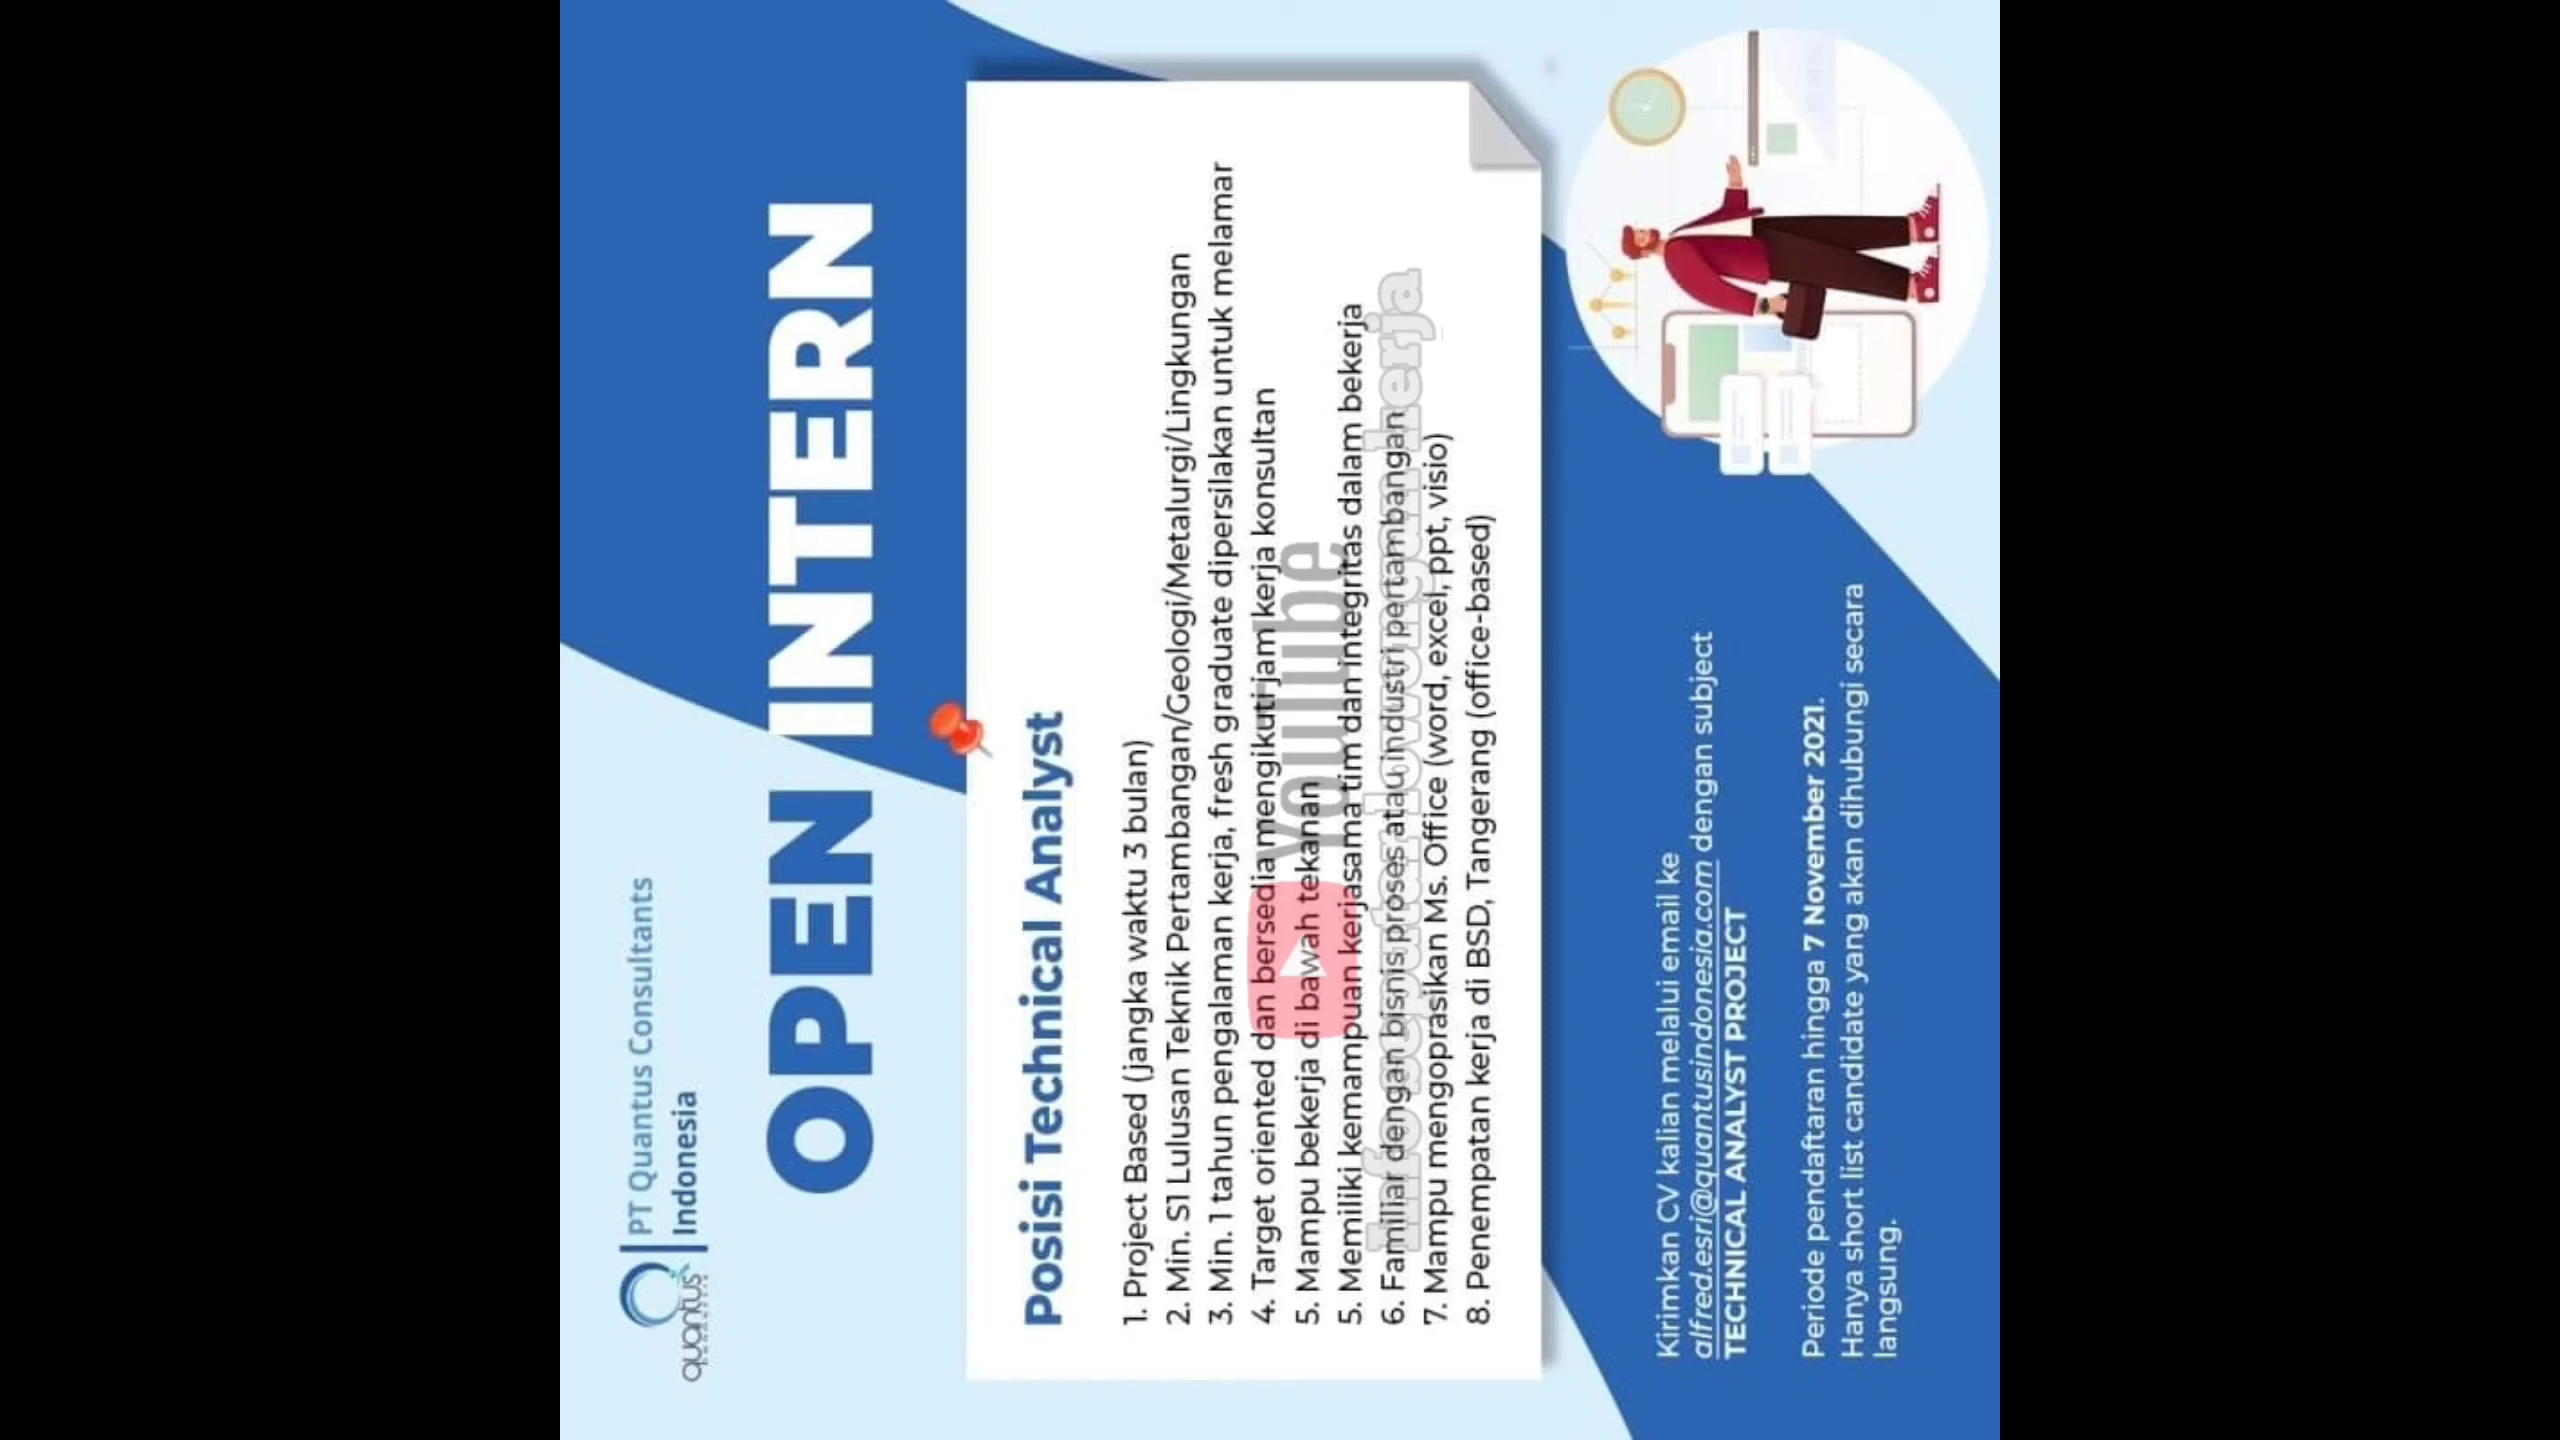 quantus
PT Quantus Consultants
Indonesia
OPEN INTERN
Posisi Technical Analyst
1. Project Based (jangka waktu 3 bulan)
2. Min. S1 Lulusan Teknik Pertambangan/Geologi/Metalurgi/Lingkungan
3. Min. 1 tahun pengalaman kerja, fresh graduate dipersilakan untuk melamar
4. Target oriented dan bersedia mengikuti jam kerja konsultan
5. Mampu bekerja di bawah tekanan
5. Memiliki kemampuan kerjasama tim dan integritas dalam bekerja
6. Familiar dengan bisnis proses atau industri pertambangan
7. Mampu mengoprasikan Ms. Office (word, excel, ppt, visio)
8. Penempatan kerja di BSD, Tangerang (office-based)
YouTube
Info seputar lowongan kerja
Kirimkan CV kalian melalui email ke
alfred.esri@quantusindonesia.com dengan subject
TECHNICAL ANALYST PROJECT
Periode pendaftaran hingga 7 November 2021.
Hanya short list candidate yang akan dihubungi secara
langsung.